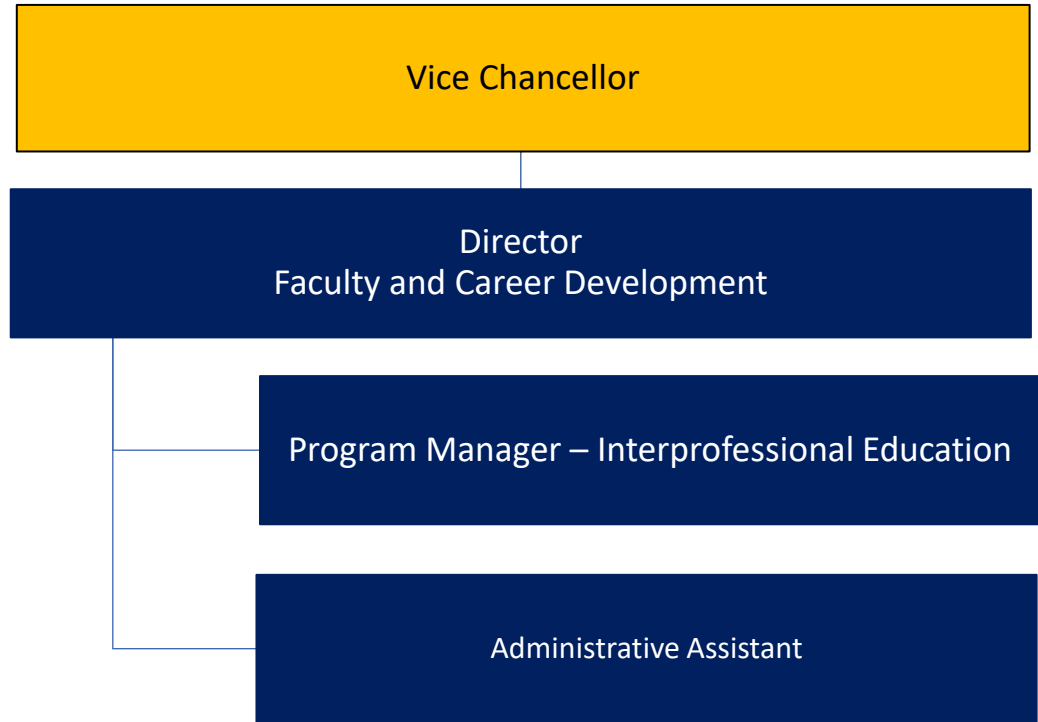 Vice Chancellor
Director
Faculty and Career Development
Program Manager – Interprofessional Education
Administrative Assistant